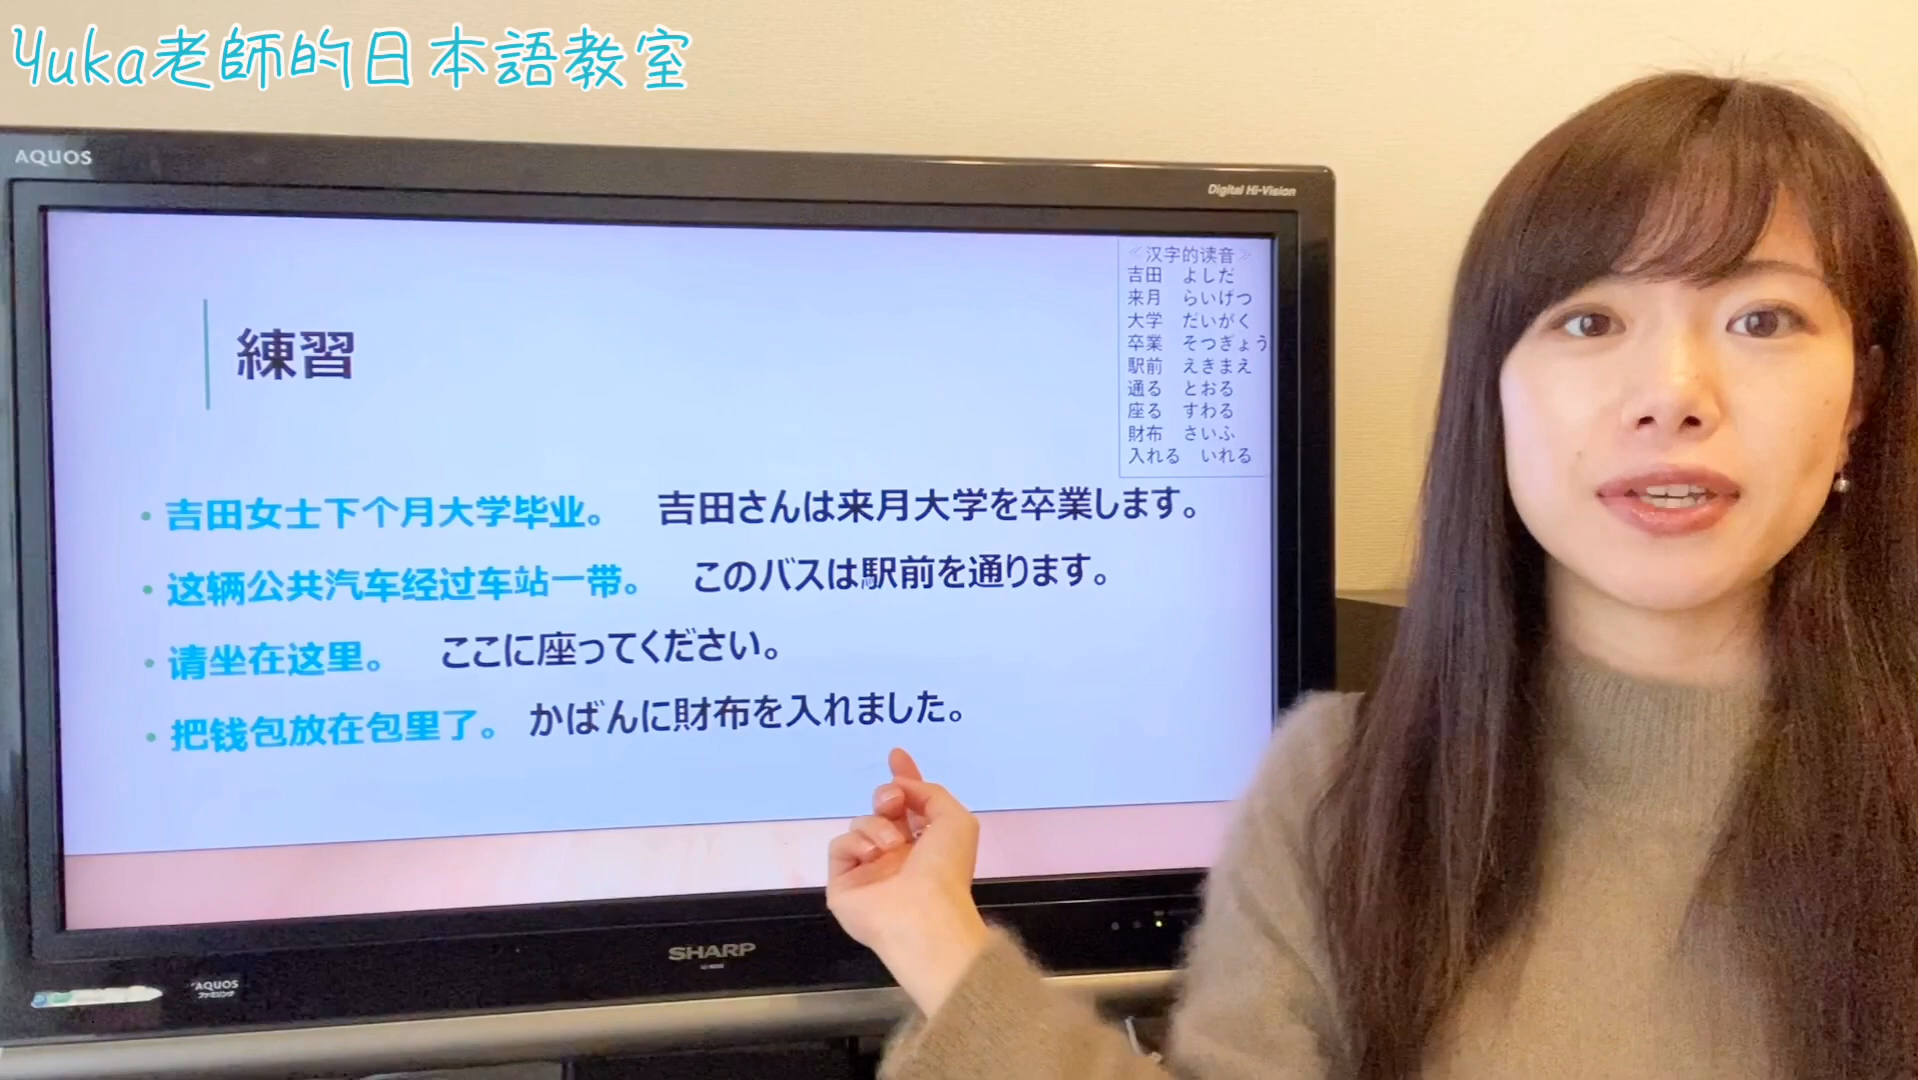 Yuka老師的日本語教室
AQUOS
Digital Hi-Vision
≪汉字的读音≫
吉田 よしだ
来月 らいげつ
大学 だいがく
卒業 そつぎょう
駅前 えきまえ
通る とおる
座る すわる
財布 さいふ
入れる いれる
練習
・吉田女士下个月大学毕业。 吉田さんは来月大学を卒業します。
・这辆公共汽车经过车站一带。 このバスは駅前を通ります。
・请坐在这里。 ここに座ってください。
・把钱包放在包里了。 かばんに財布を入れました。
SHARP
AQUOS
ファミリンク